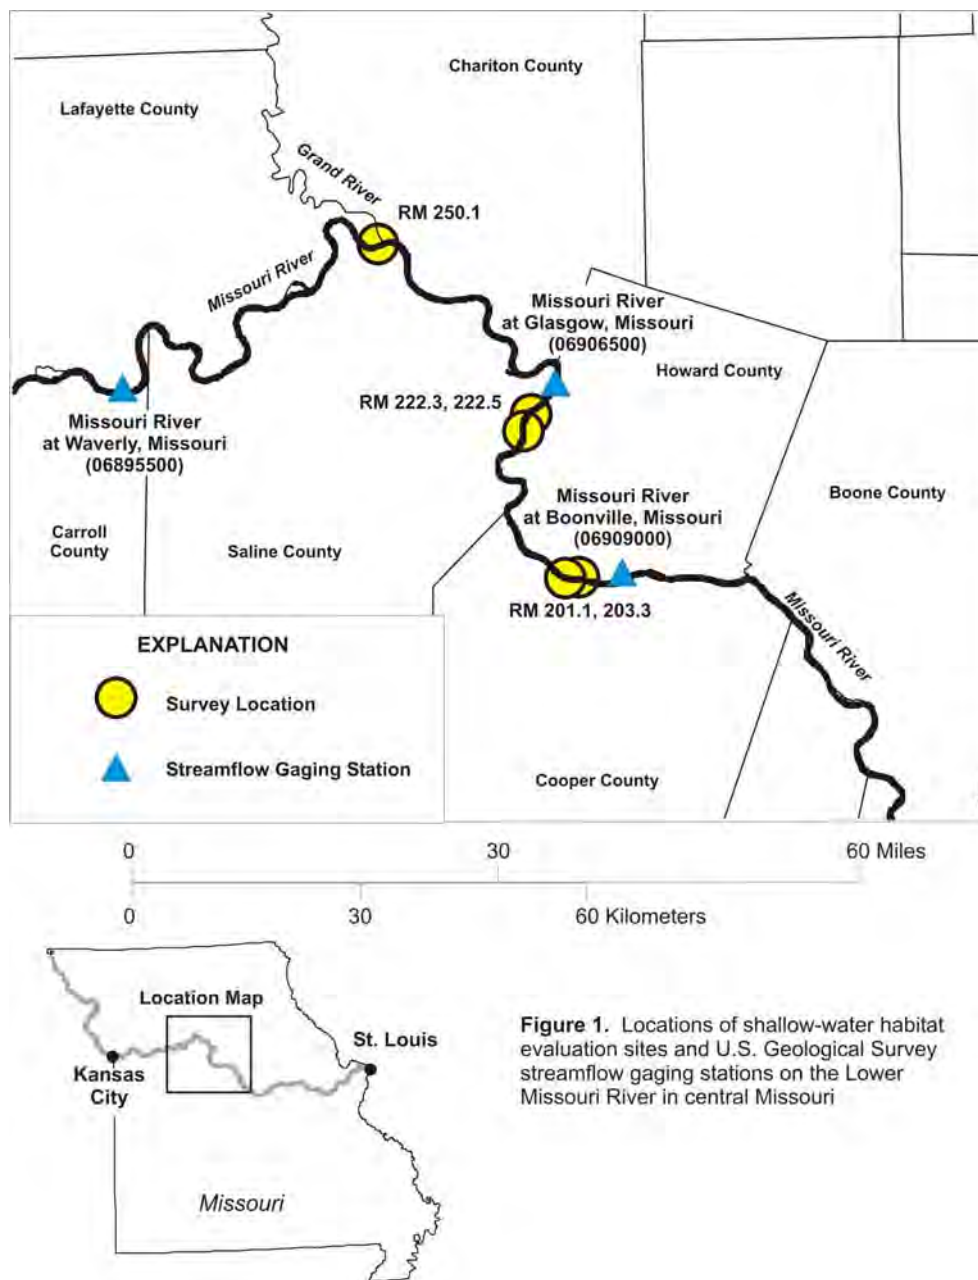 Chariton County
Lafayette County
Grand River
RM 250.1
Missouri River
Missouri River
at Glasgow, Missouri
(06906500)
Howard County
RM 222.3, 222.5
Missouri River
at Waverly, Missouri
(06895500)
Missouri River
at Boonville, Missouri
(06909000)
Boone County
Carroll
County
Saline County
RM 201.1, 203.3
Missouri River
EXPLANATION
Survey Location
Streamflow Gaging Station
Cooper County
0 30 60 Miles
0 30 60 Kilometers
Location Map
St. Louis
Kansas
City
Missouri
Figure 1. Locations of shallow-water habitat
evaluation sites and U.S. Geological Survey
streamflow gaging stations on the Lower
Missouri River in central Missouri